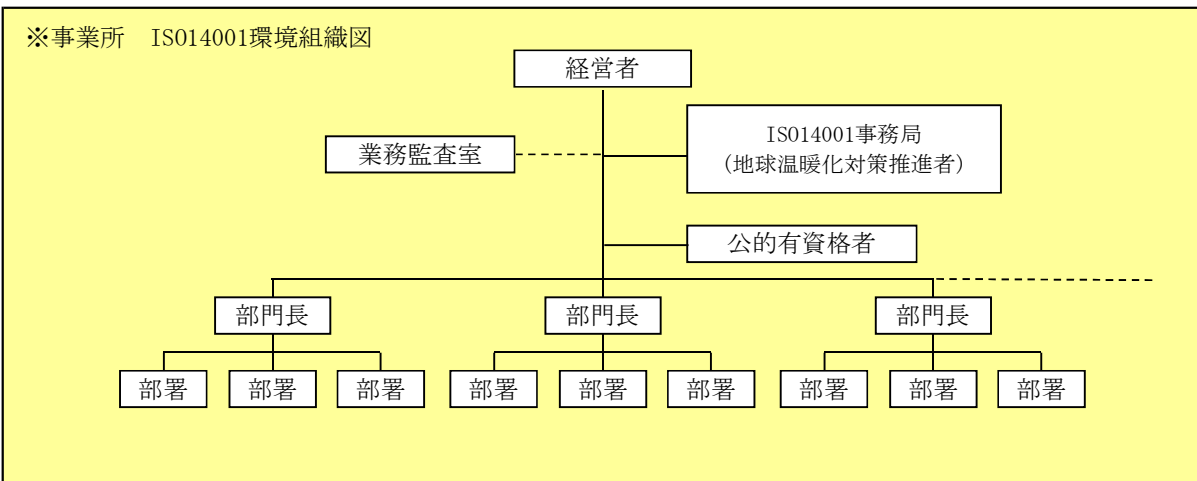 ※事業所　ISO14001環境組織図
経営者
業務監査室
ISO14001事務局
（地球温暖化対策推進者）
公的有資格者
部門長
部門長
部門長
部署
部署
部署
部署
部署
部署
部署
部署
部署